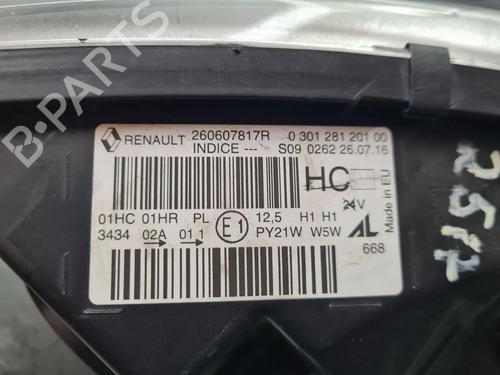 RENAULT 260607817R 0 301 281 201 00
INDICE --- S09 0262 26.07.16
HC
24V
Made in EU
01HC 01HR PL E1 12,5 H1 H1 AL
3434 02A 01 1 PY21W W5W 668
B-PARTS